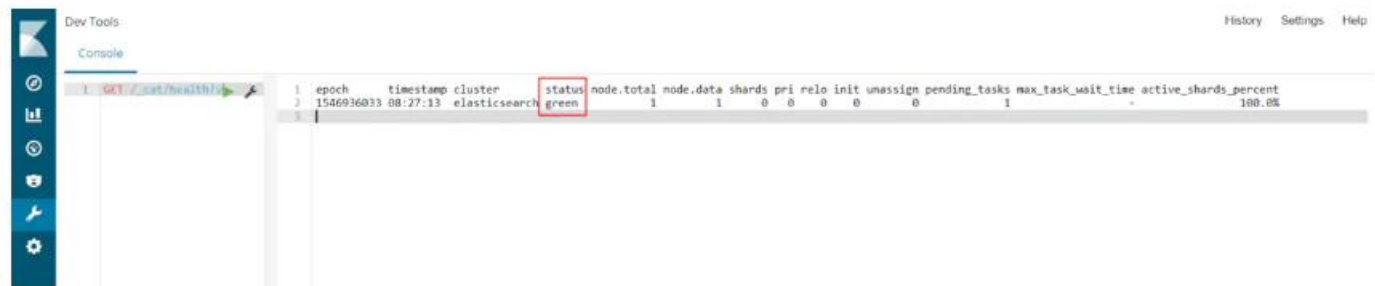 Dev Tools
History Settings Help
Console
1 GET /_cat/health?v
1 epoch timestamp cluster status node.total node.data shards pri relo init unassign pending_tasks max_task_wait_time active_shards_percent
2 1546936033 08:27:13 elasticsearch green 1 1 0 0 0 0 0 1 - 100.0%
3